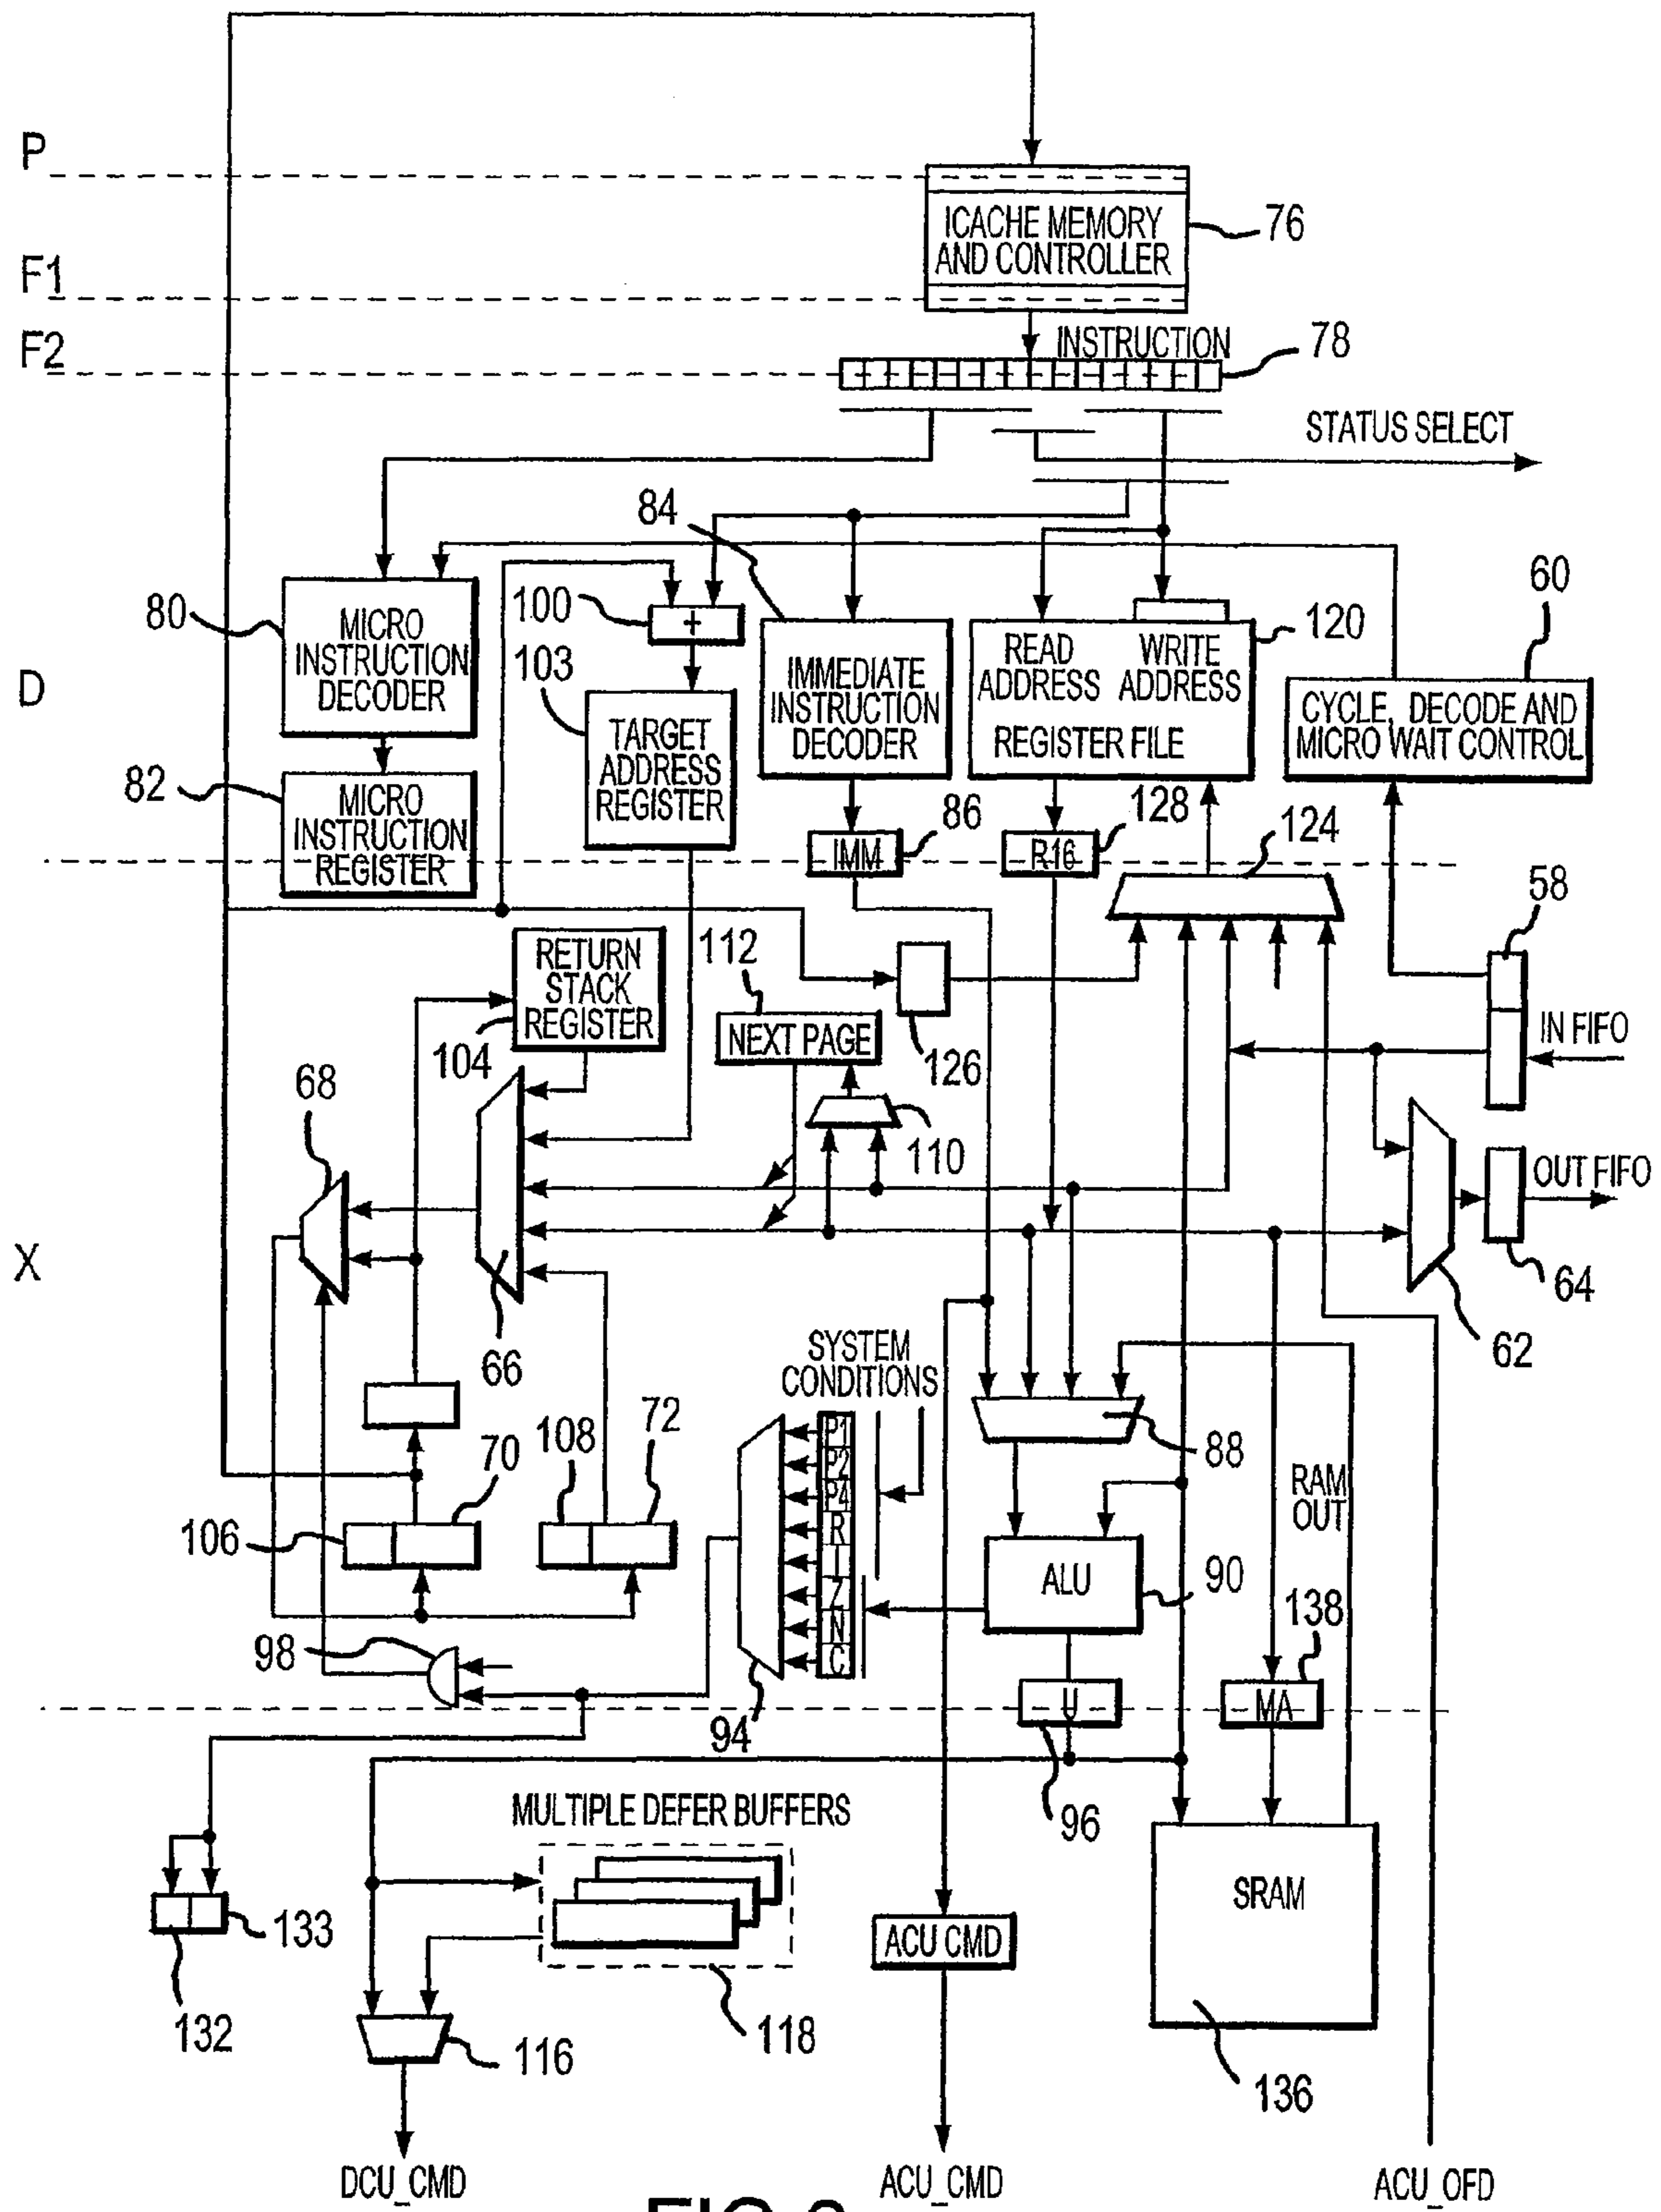 P
ICACHE MEMORY
AND CONTROLLER
76
F1
F2
INSTRUCTION
78
STATUS SELECT
84
60
80
MICRO
INSTRUCTION
DECODER
100
+
READ
ADDRESS
WRITE
ADDRESS
REGISTER FILE
120
103
D
IMMEDIATE
INSTRUCTION
DECODER
CYCLE, DECODE AND
MICRO WAIT CONTROL
TARGET
ADDRESS
REGISTER
82
MICRO
INSTRUCTION
REGISTER
IMM
86
R16
128
124
58
RETURN
STACK
REGISTER
104
112
NEXT PAGE
126
IN FIFO
68
110
OUT FIFO
X
66
64
62
SYSTEM
CONDITIONS
72
108
70
106
P1
P2
P4
R
I
Z
N
C
88
RAM
OUT
ALU
90
138
98
94
U
MA
96
MULTIPLE DEFER BUFFERS
SRAM
133
132
ACU CMD
118
116
136
DCU_CMD
ACU_CMD
ACU_OFD